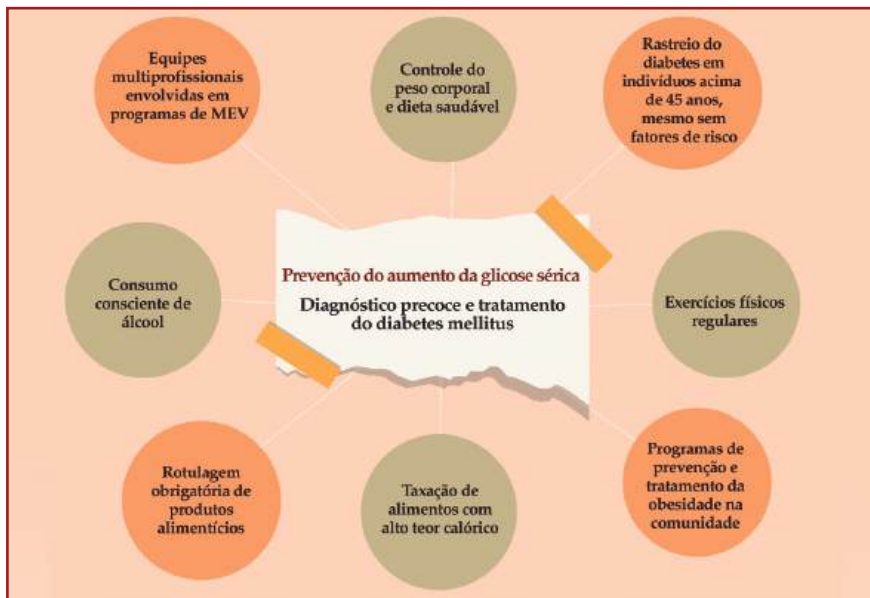 Equipes
multiprofissionais
envolvidas em
programas de MEV
Controle do
peso corporal
e dieta saudável
Rastreio do
diabetes em
indivíduos acima
de 45 anos,
mesmo sem
fatores de risco
Consumo
consciente de
álcool
Prevenção do aumento da glicose sérica
Diagnóstico precoce e tratamento
do diabetes mellitus
Exercícios físicos
regulares
Rotulagem
obrigatória de
produtos
alimentícios
Taxação de
alimentos com
alto teor calórico
Programas de
prevenção e
tratamento da
obesidade na
comunidade